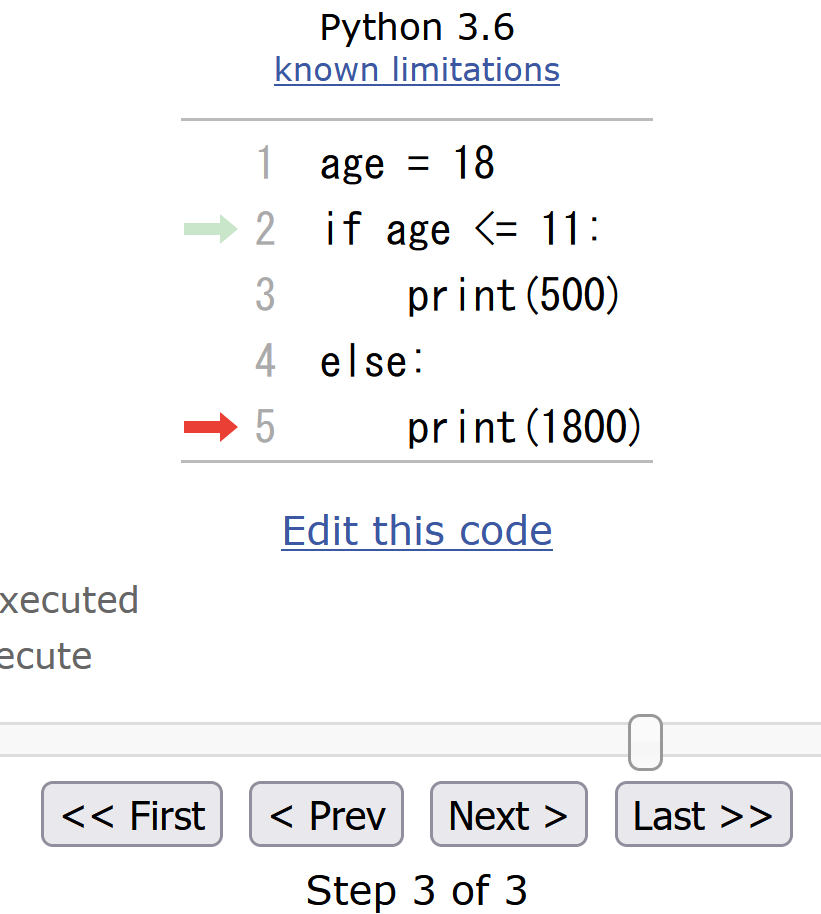 Python 3.6
known limitations
1 age = 18
2 if age <= 11:
3     print(500)
4 else:
5     print(1800)
Edit this code
xecuted
ecute
<< First < Prev Next > Last >>
Step 3 of 3